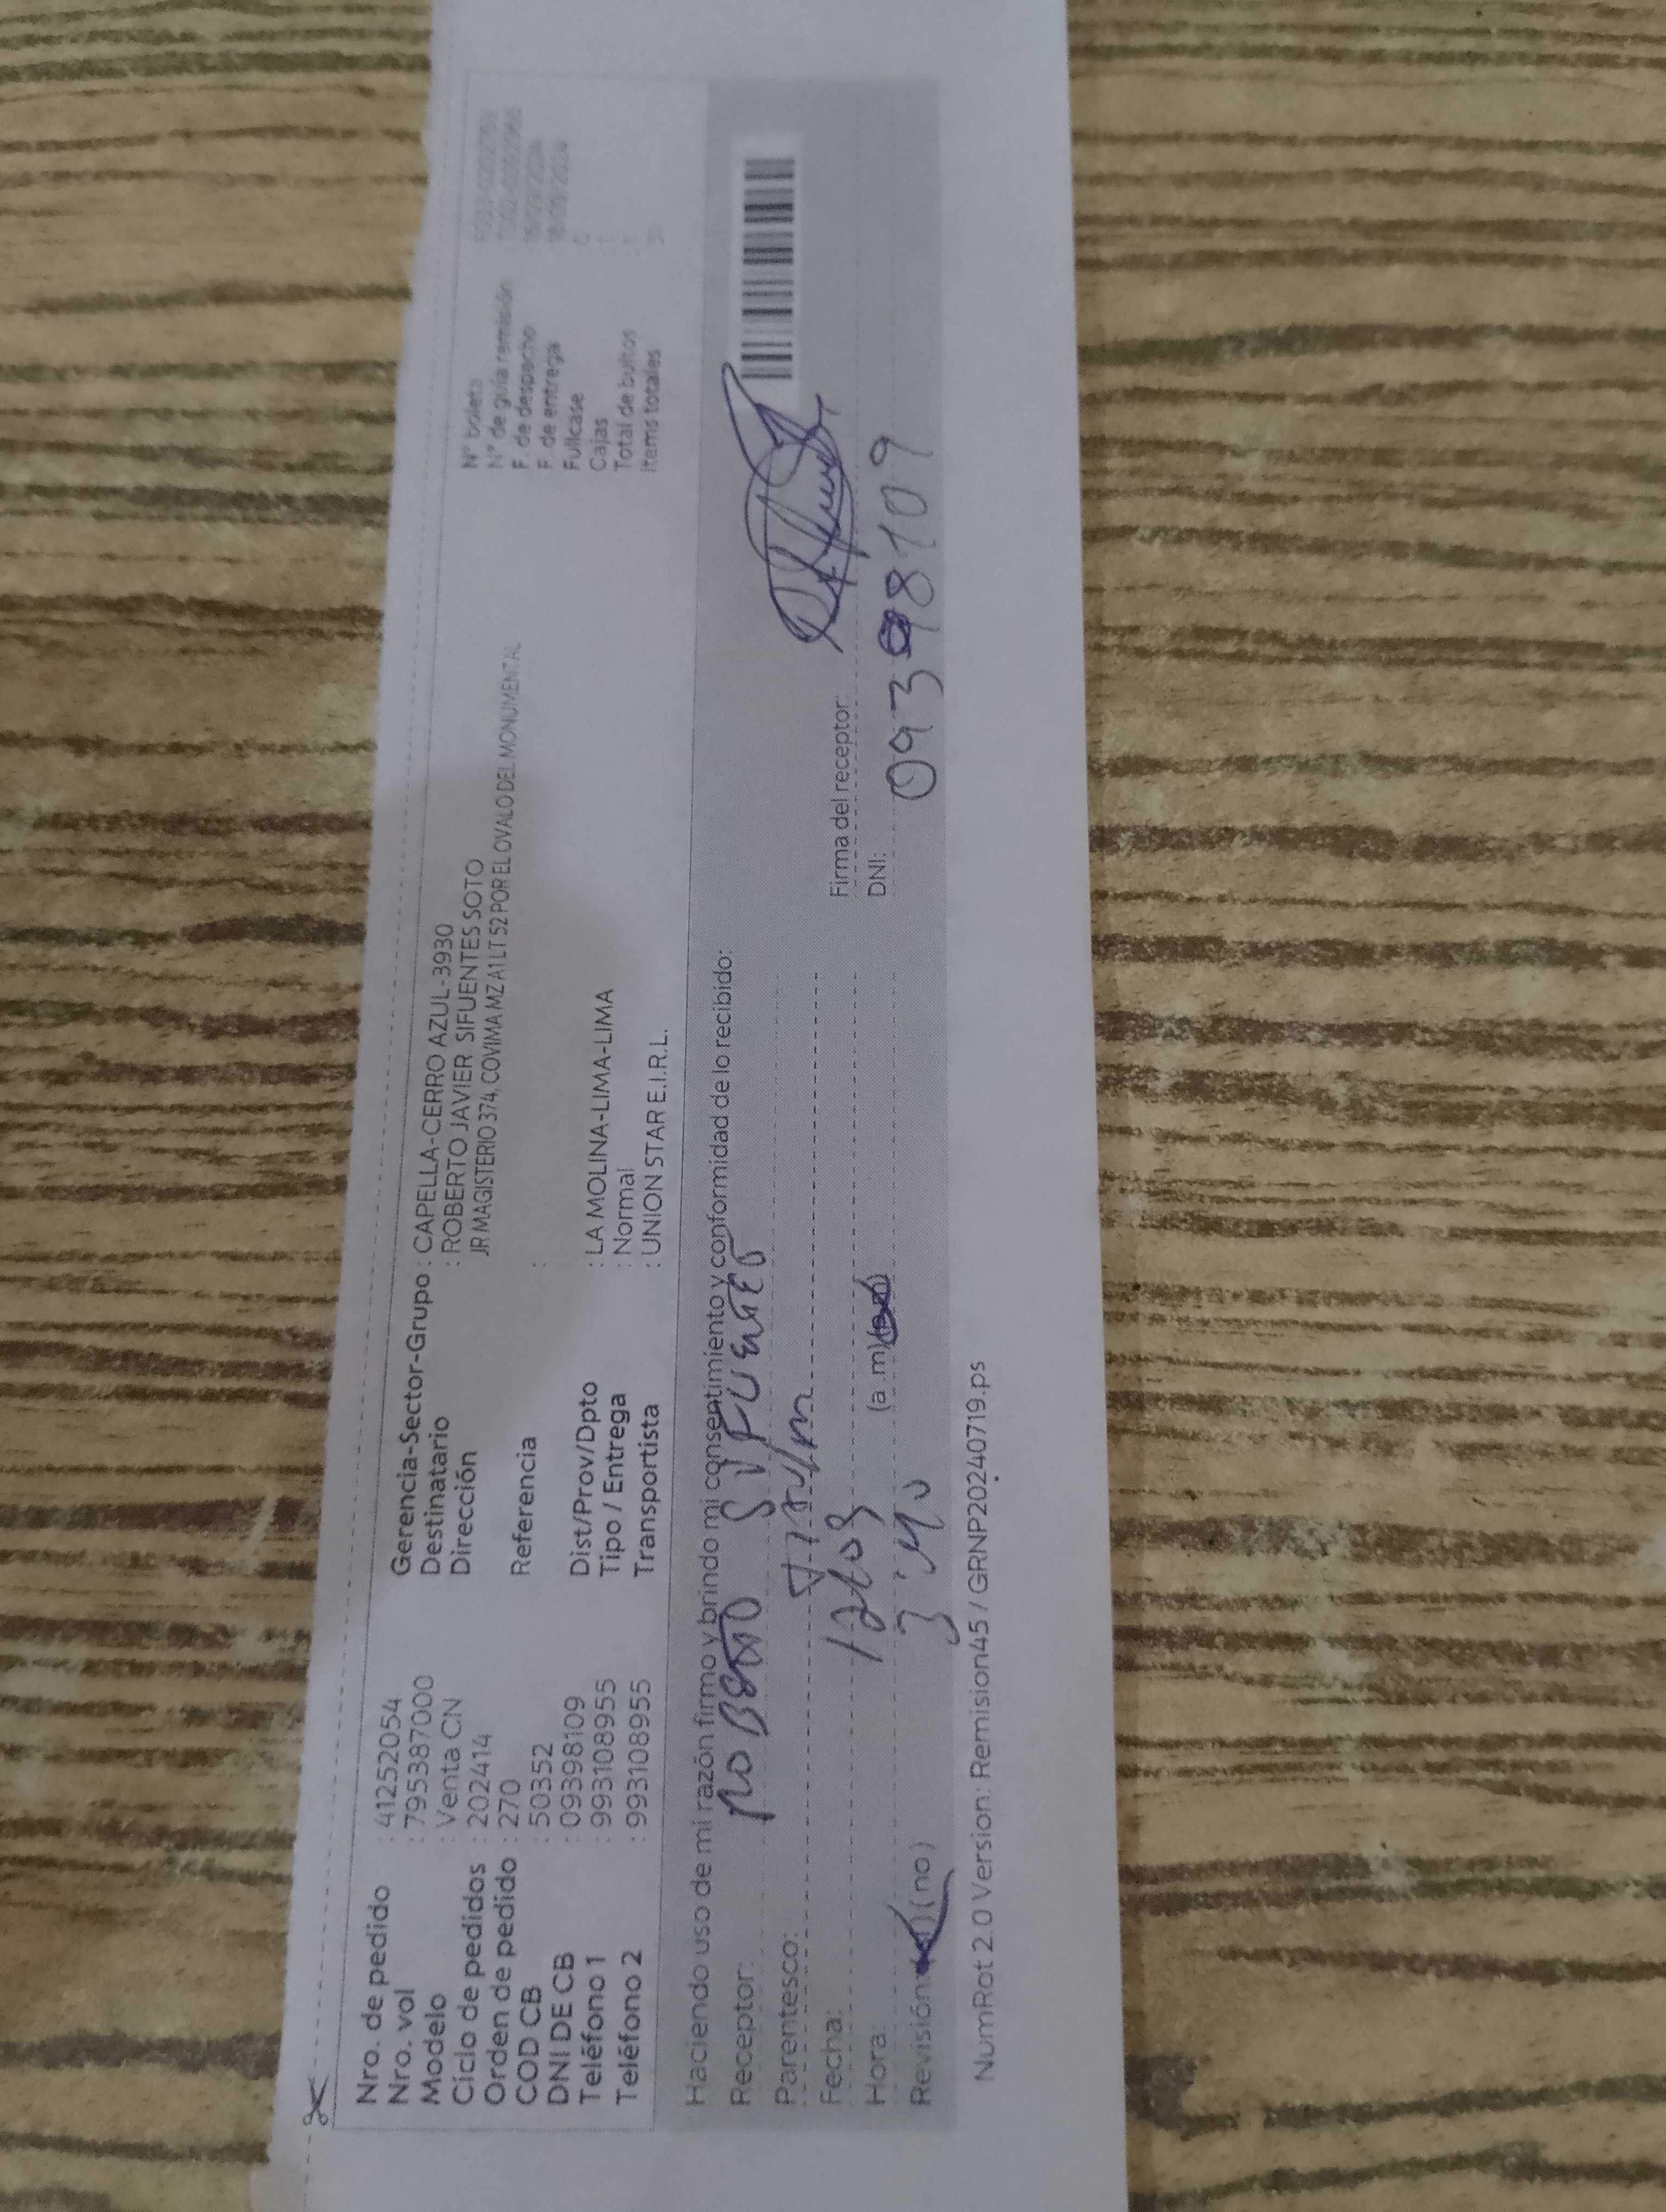 Nro. de pedido : 41252054
Nro. vol : 795387000
Modelo : Venta CN
Ciclo de pedidos : 202414
Orden de pedido : 270
COD CB : 50352
DNI DE CB : 09398109
Teléfono 1 : 993108955
Teléfono 2 : 993108955
Gerencia-Sector-Grupo : CAPELLA-CERRO AZUL-3930
Destinatario : ROBERTO JAVIER SIFUENTES SOTO
Dirección JR MAGISTERIO 374, COVIMA MZ A1 LT 52 POR EL OVALO DEL MONUMENTAL
Referencia :
Dist/Prov/Dpto : LA MOLINA-LIMA-LIMA
Tipo / Entrega : Normal
Transportista : UNION STAR E.I.R.L.
N° boleta
N° de guía remisión
F. de despacho
F. de entrega
Fullcase
Cajas
Total de bultos
Items totales
Haciendo uso de mi razón firmo y brindo mi consentimiento y conformidad de lo recibido:
Receptor:
Parentesco:
Fecha:
Hora: 3:40 (a.m)
Revisión: (no)
Firma del receptor:
DNI: 09398109
NumRot 2.0 Version: Remision45 / GRNP20240719.ps